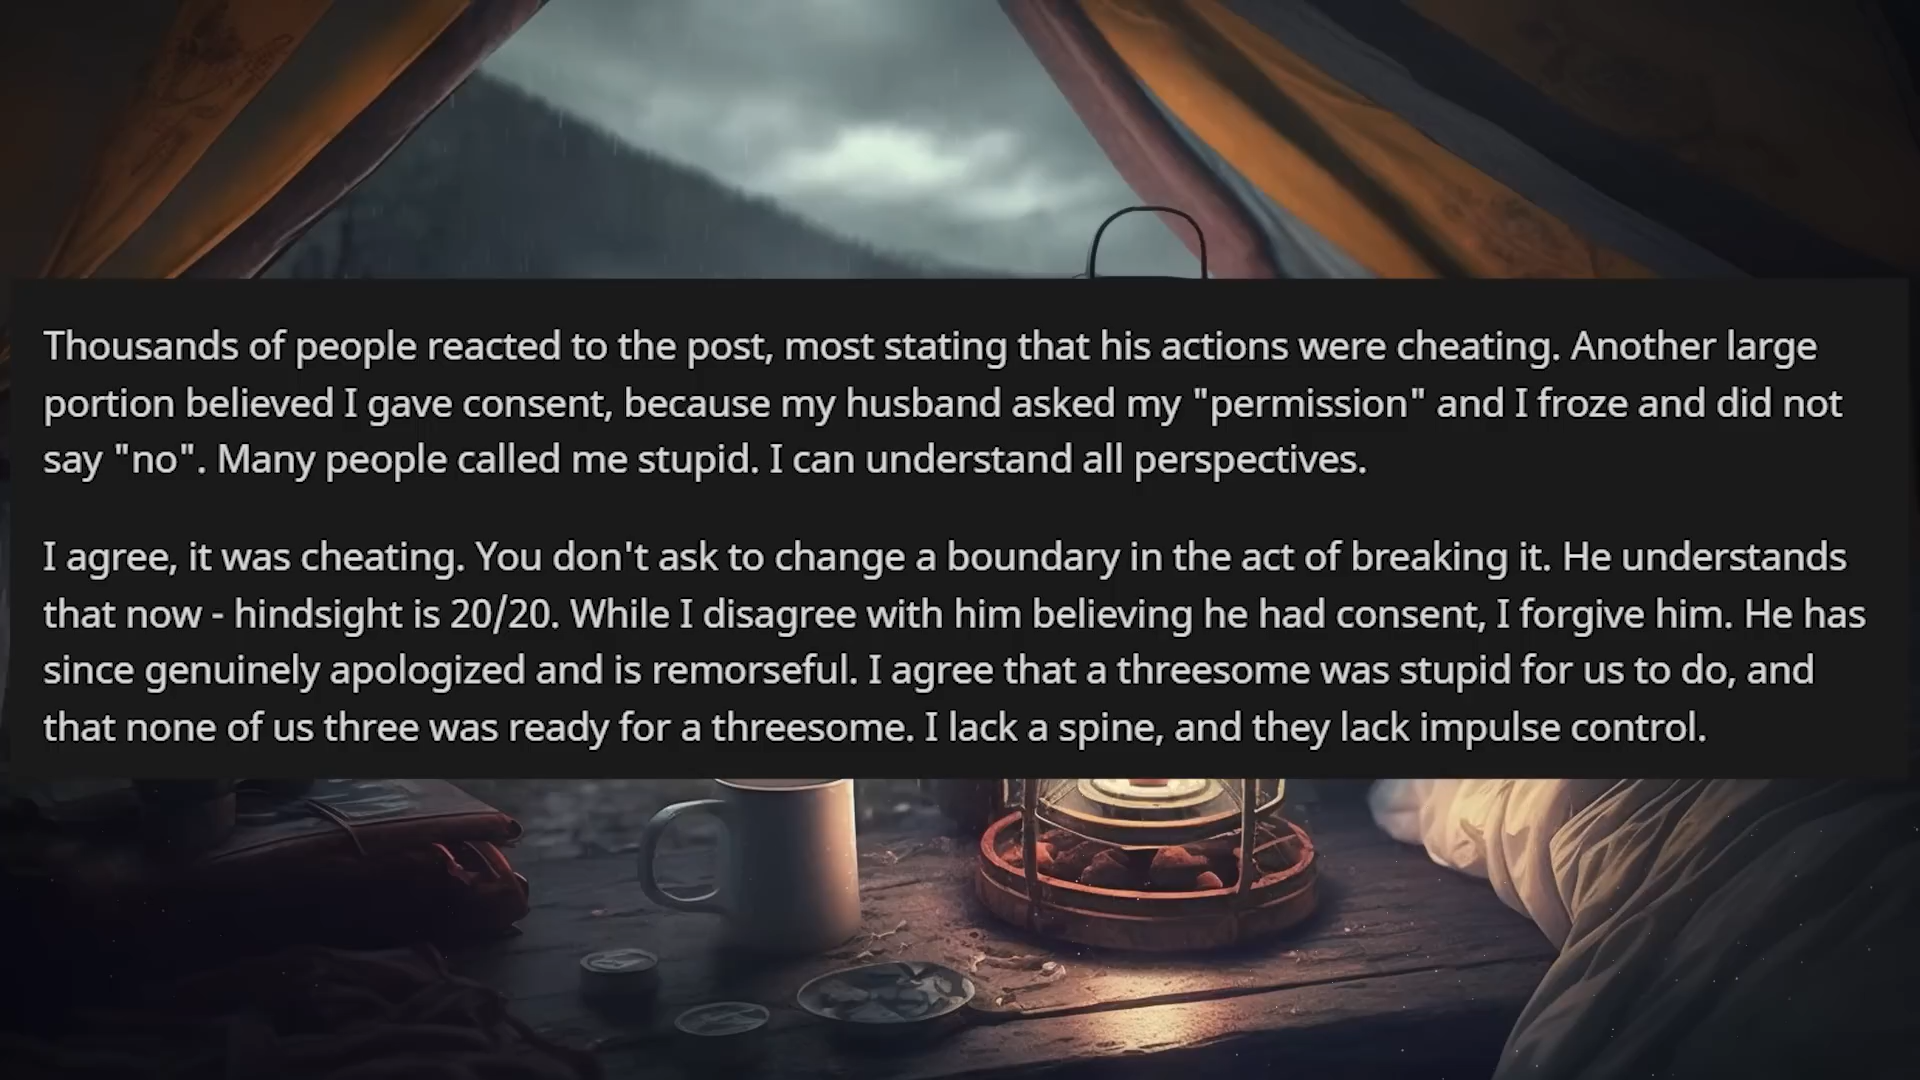 Thousands of people reacted to the post, most stating that his actions were cheating. Another large
portion believed I gave consent, because my husband asked my "permission" and I froze and did not
say "no". Many people called me stupid. I can understand all perspectives.
I agree, it was cheating. You don't ask to change a boundary in the act of breaking it. He understands
that now - hindsight is 20/20. While I disagree with him believing he had consent, I forgive him. He has
since genuinely apologized and is remorseful. I agree that a threesome was stupid for us to do, and
that none of us three was ready for a threesome. I lack a spine, and they lack impulse control.